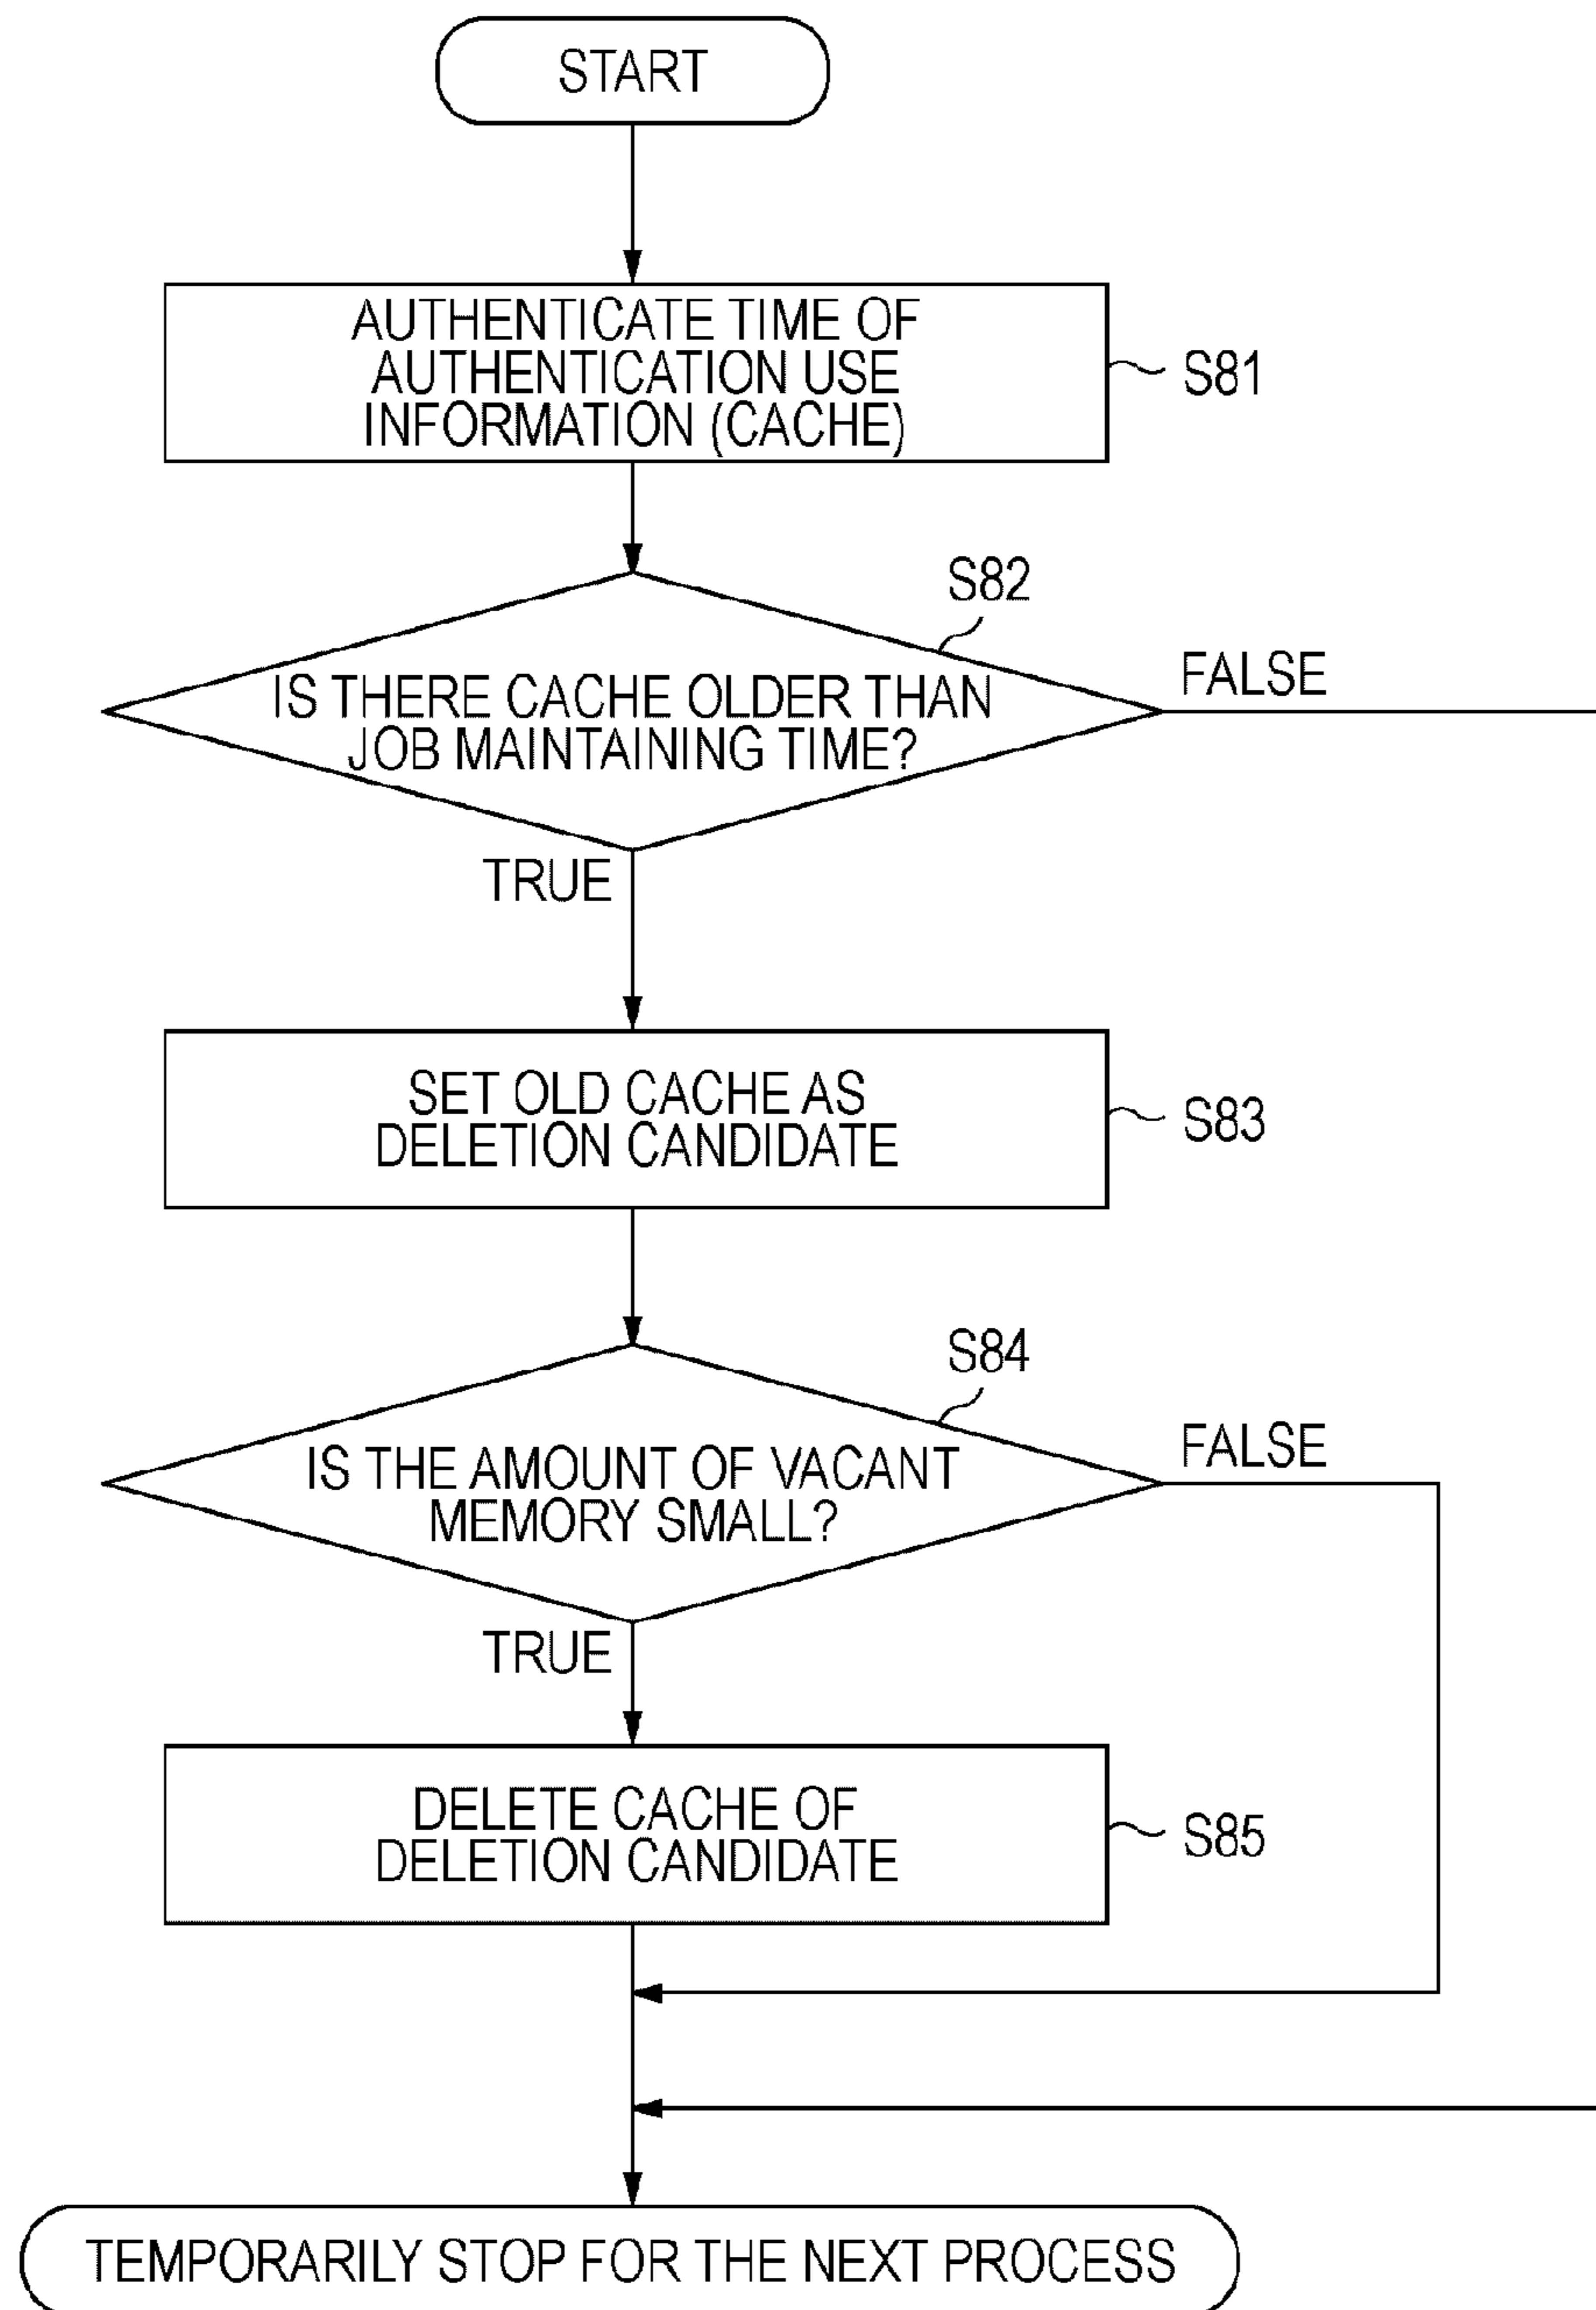 START
AUTHENTICATE TIME OF
AUTHENTICATION USE
INFORMATION (CACHE)
S81
S82
IS THERE CACHE OLDER THAN
JOB MAINTAINING TIME?
FALSE
TRUE
SET OLD CACHE AS
DELETION CANDIDATE
S83
S84
IS THE AMOUNT OF VACANT
MEMORY SMALL?
FALSE
TRUE
DELETE CACHE OF
DELETION CANDIDATE
S85
TEMPORARILY STOP FOR THE NEXT PROCESS